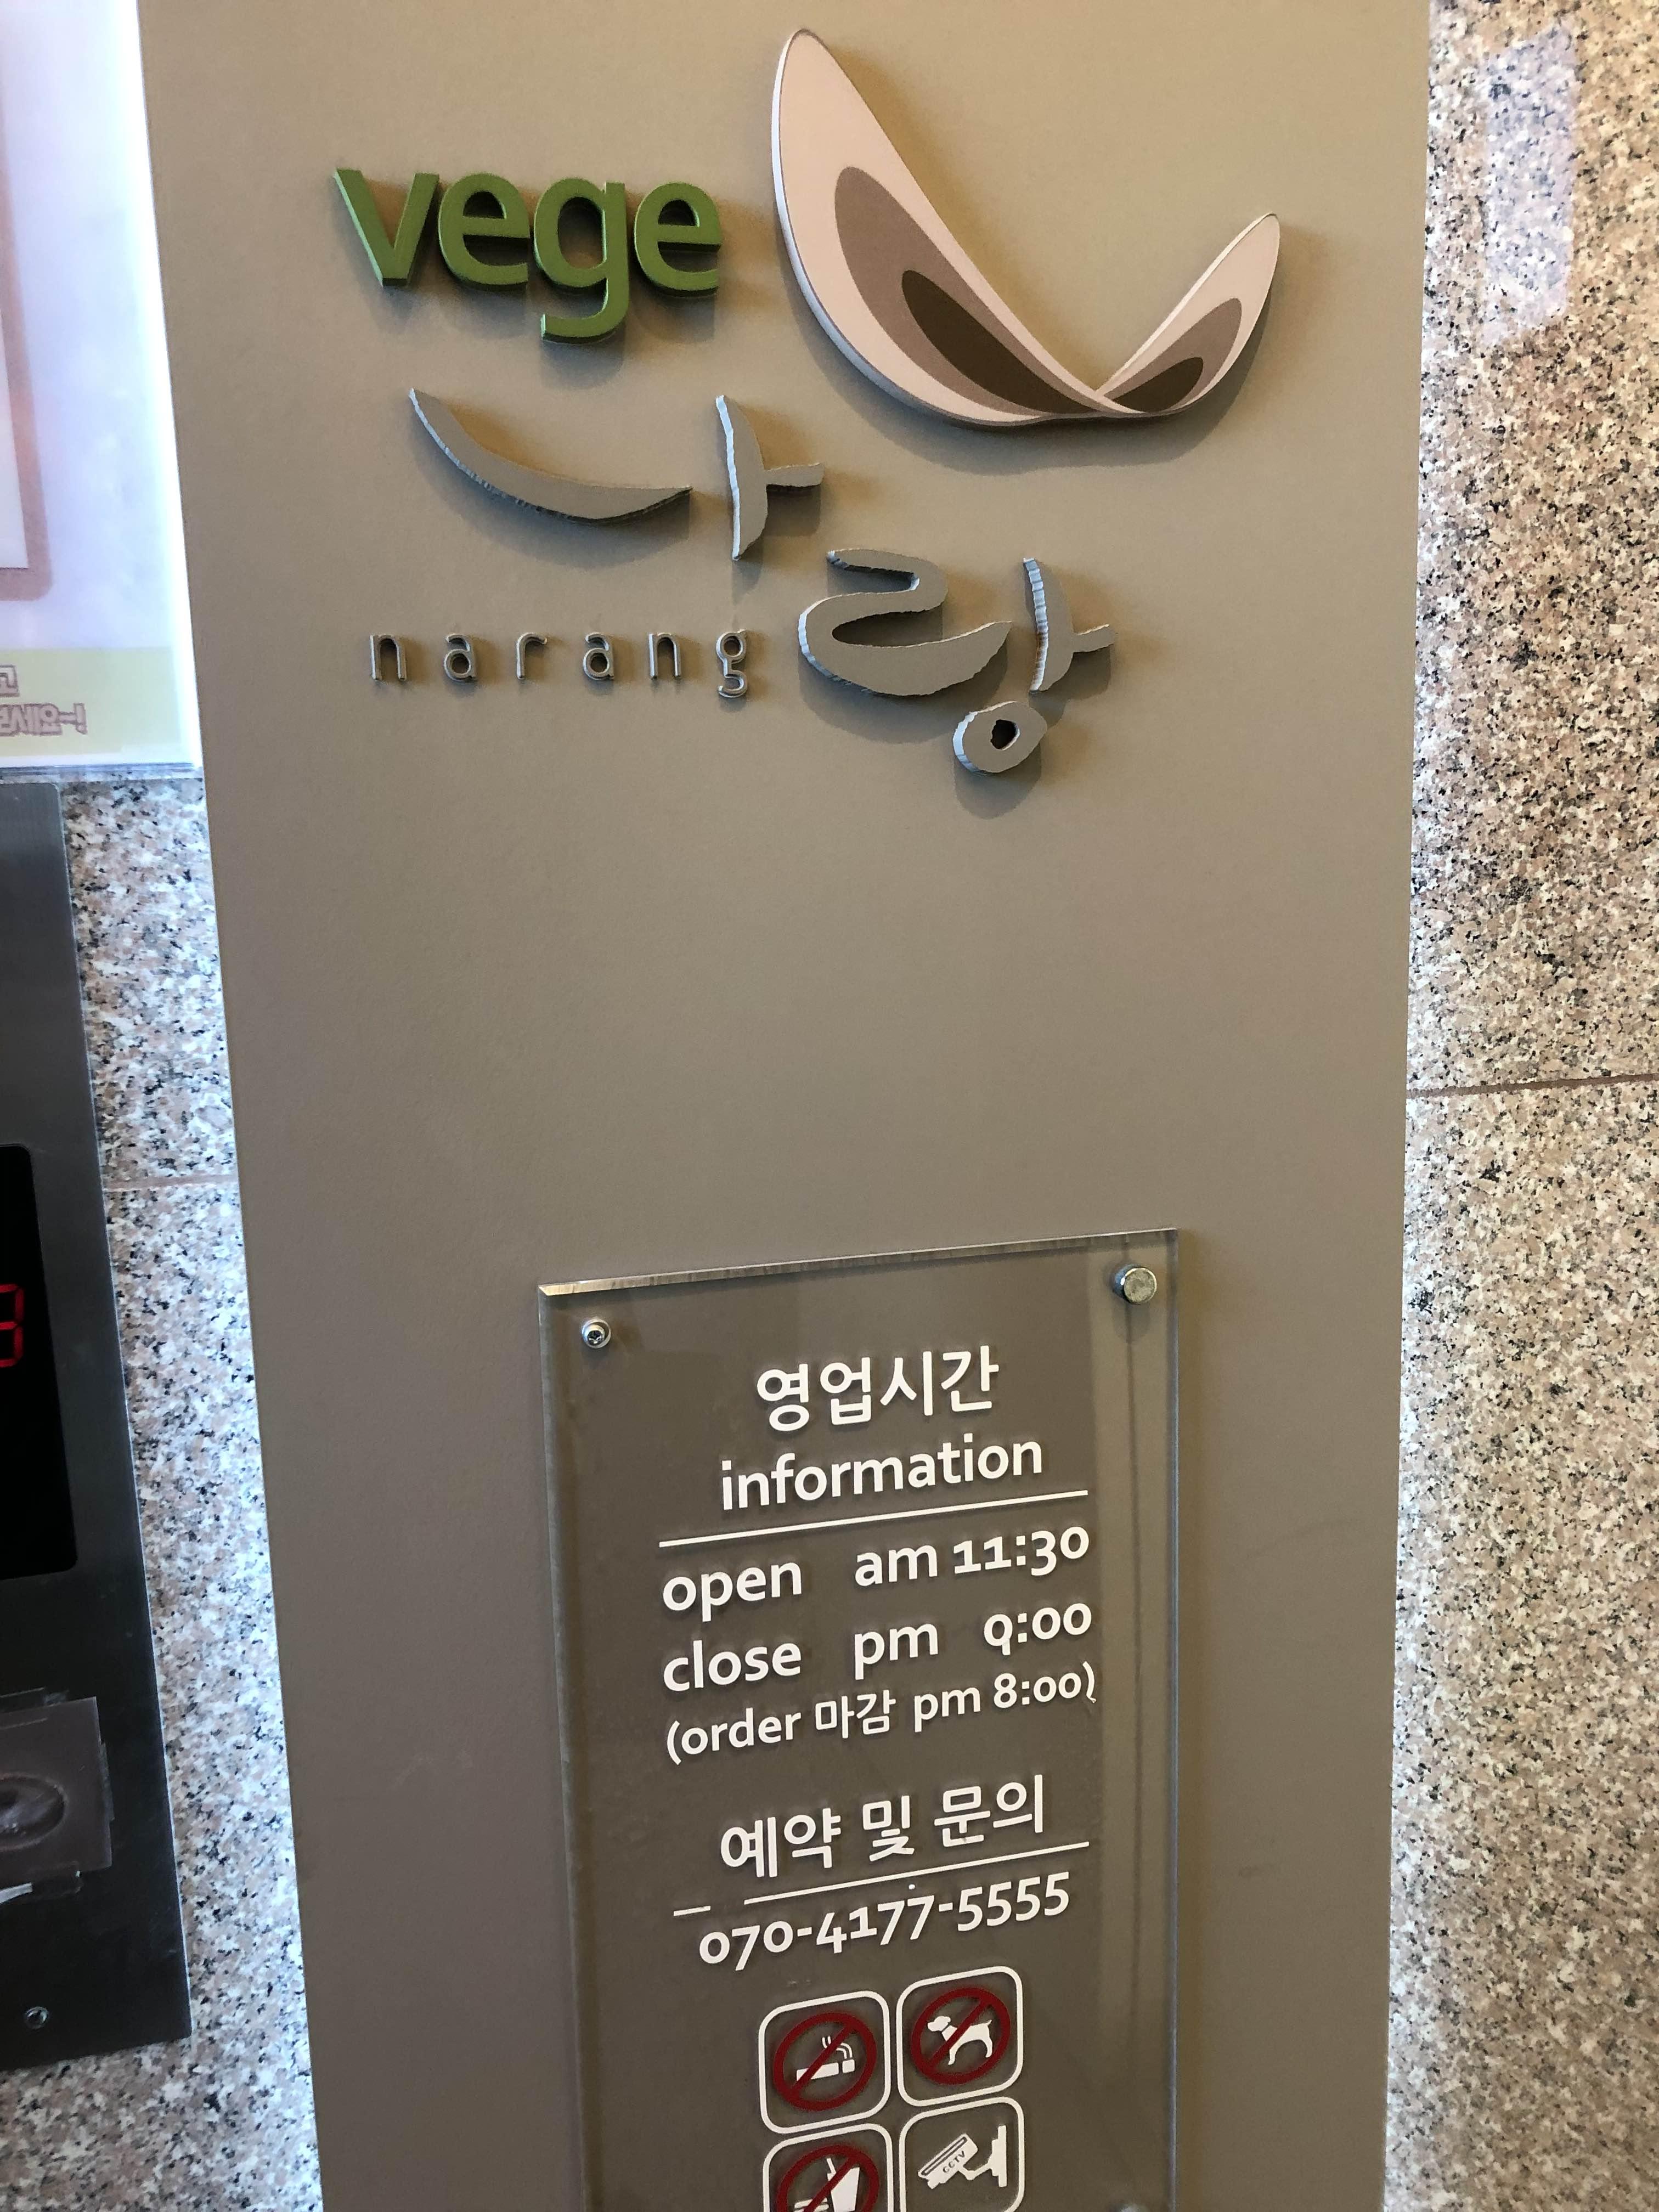 vege
나랑
narang
영업시간
information
open am 11:30
close pm 9:00
(order 마감 pm 8:00)
예약 및 문의
070-4177-5555
CCTV